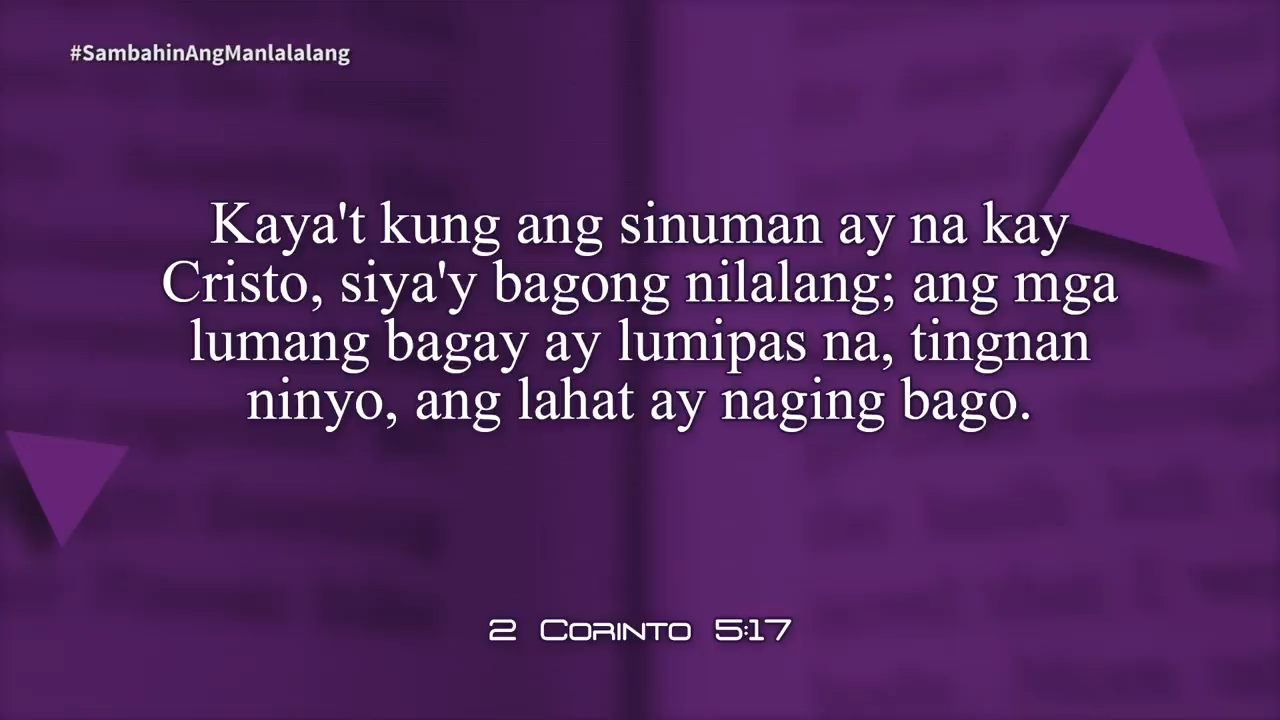 #SambahinAngManlalalang
Kaya't kung ang sinuman ay na kay
Cristo, siya'y bagong nilalang; ang mga
lumang bagay ay lumipas na, tingnan
ninyo, ang lahat ay naging bago.
2 Corinto 5:17